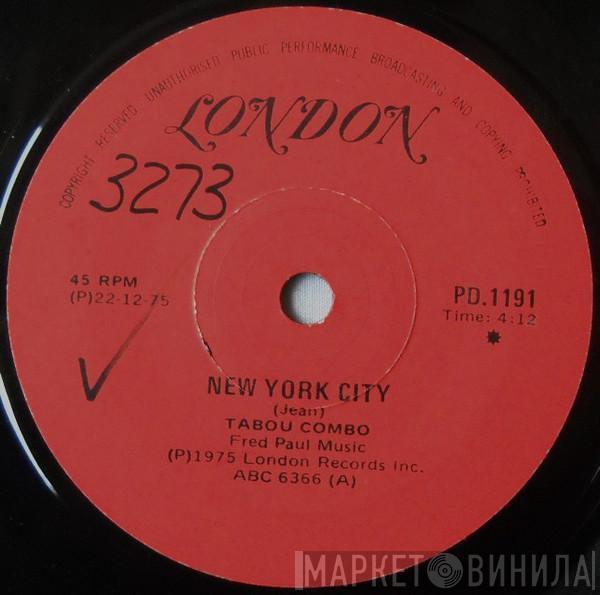 COPYRIGHT RESERVED UNAUTHORISED PUBLIC PERFORMANCE BROADCASTING AND COPYING PROHIBITED
LONDON
3273
45 RPM
(P)22-12-75
PD.1191
Time: 4:12
NEW YORK CITY
(Jean)
TABOU COMBO
Fred Paul Music
(P)1975 London Records Inc.
ABC 6366 (A)
МАРКЕТ ВИНИЛА